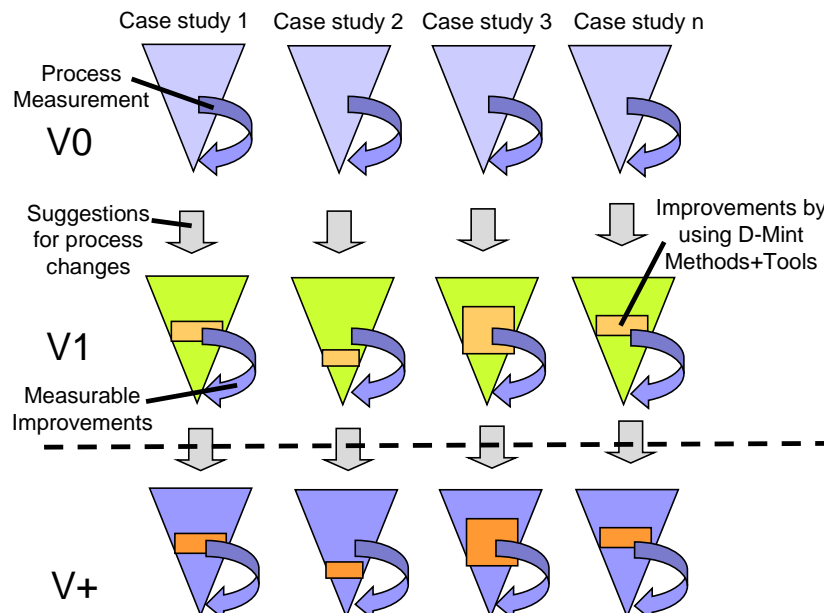 Case study 1
Case study 2
Case study 3
Case study n
Process
Measurement
V0
Suggestions
for process
changes
Improvements by
using D-Mint
Methods+Tools
V1
Measurable
Improvements
V+